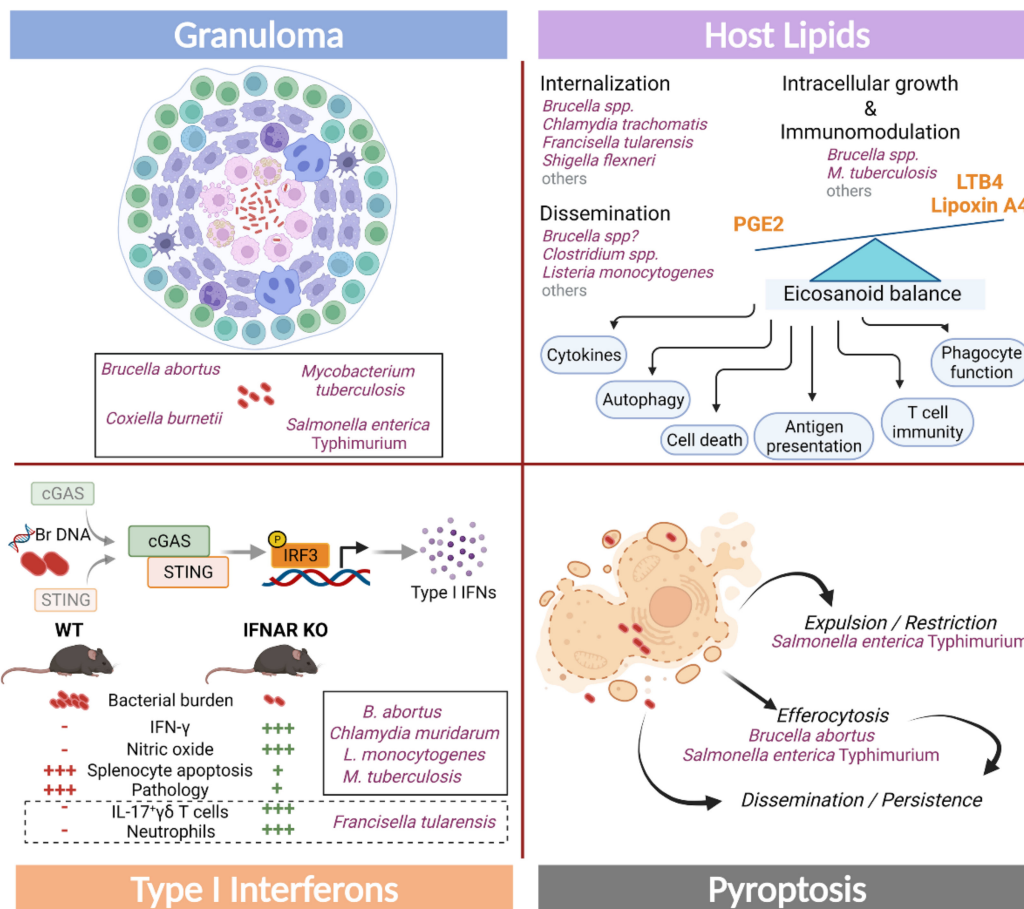 Granuloma
Brucella abortus
Mycobacterium
tuberculosis
Coxiella burnetii
Salmonella enterica
Typhimurium
Host Lipids
Internalization
Brucella spp.
Chlamydia trachomatis
Francisella tularensis
Shigella flexneri
others
Dissemination
Brucella spp?
Clostridium spp.
Listeria monocytogenes
others
Intracellular growth
&
Immunomodulation
Brucella spp.
M. tuberculosis
others
PGE2
LTB4
Lipoxin A4
Eicosanoid balance
Cytokines
Autophagy
Cell death
Antigen
presentation
T cell
immunity
Phagocyte
function
cGAS
Br DNA
STING
cGAS
STING
P
IRF3
Type I IFNs
WT
IFNAR KO
Bacterial burden
- IFN-γ +++
- Nitric oxide +++
+++ Splenocyte apoptosis +
+++ Pathology +
- IL-17⁺γδ T cells +++
- Neutrophils +++
B. abortus
Chlamydia muridarum
L. monocytogenes
M. tuberculosis
Francisella tularensis
Type I Interferons
Expulsion / Restriction
Salmonella enterica Typhimurium
Efferocytosis
Brucella abortus
Salmonella enterica Typhimurium
Dissemination / Persistence
Pyroptosis